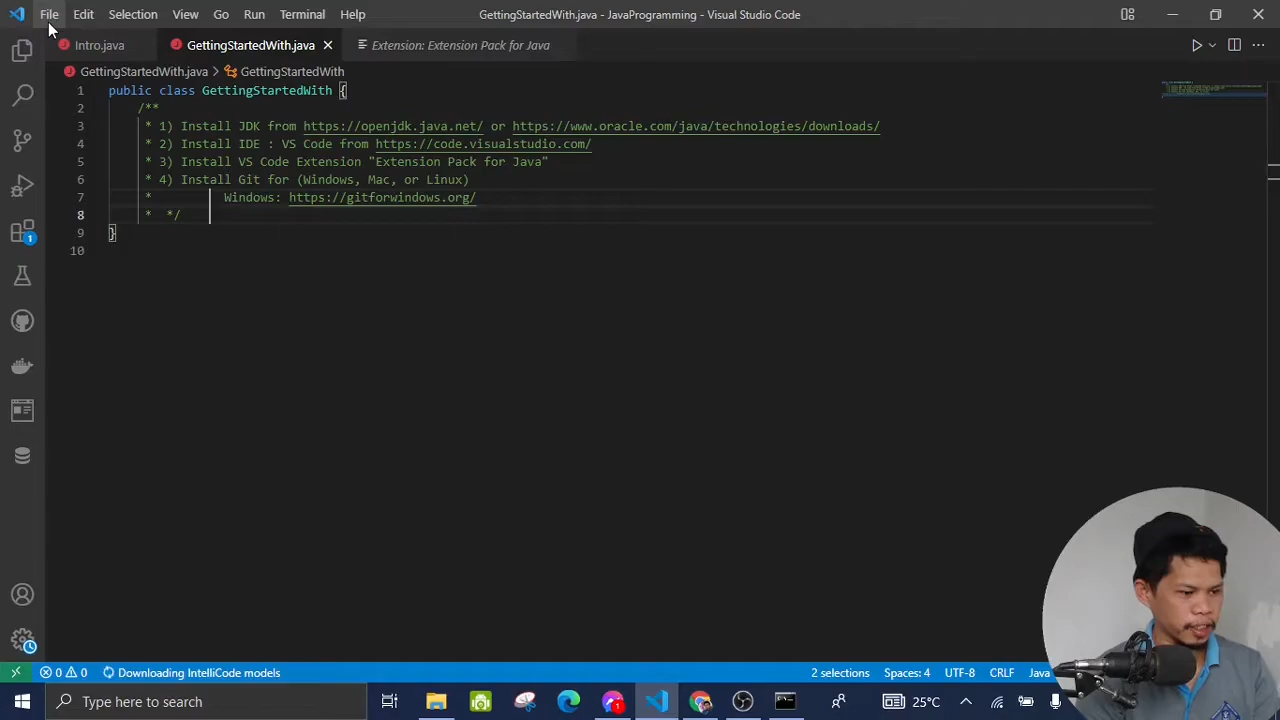 File Edit Selection View Go Run Terminal Help GettingStartedWith.java - JavaProgramming - Visual Studio Code
Intro.java GettingStartedWith.java Extension: Extension Pack for Java
GettingStartedWith.java > GettingStartedWith
1 public class GettingStartedWith {
2 /**
3 * 1) Install JDK from https://openjdk.java.net/ or https://www.oracle.com/java/technologies/downloads/
4 * 2) Install IDE : VS Code from https://code.visualstudio.com/
5 * 3) Install VS Code Extension "Extension Pack for Java"
6 * 4) Install Git for (Windows, Mac, or Linux)
7 * Windows: https://gitforwindows.org/
8 * */
9 }
10
1
0 0 Downloading IntelliCode models 2 selections Spaces: 4 UTF-8 CRLF Java
Type here to search 1 25°C